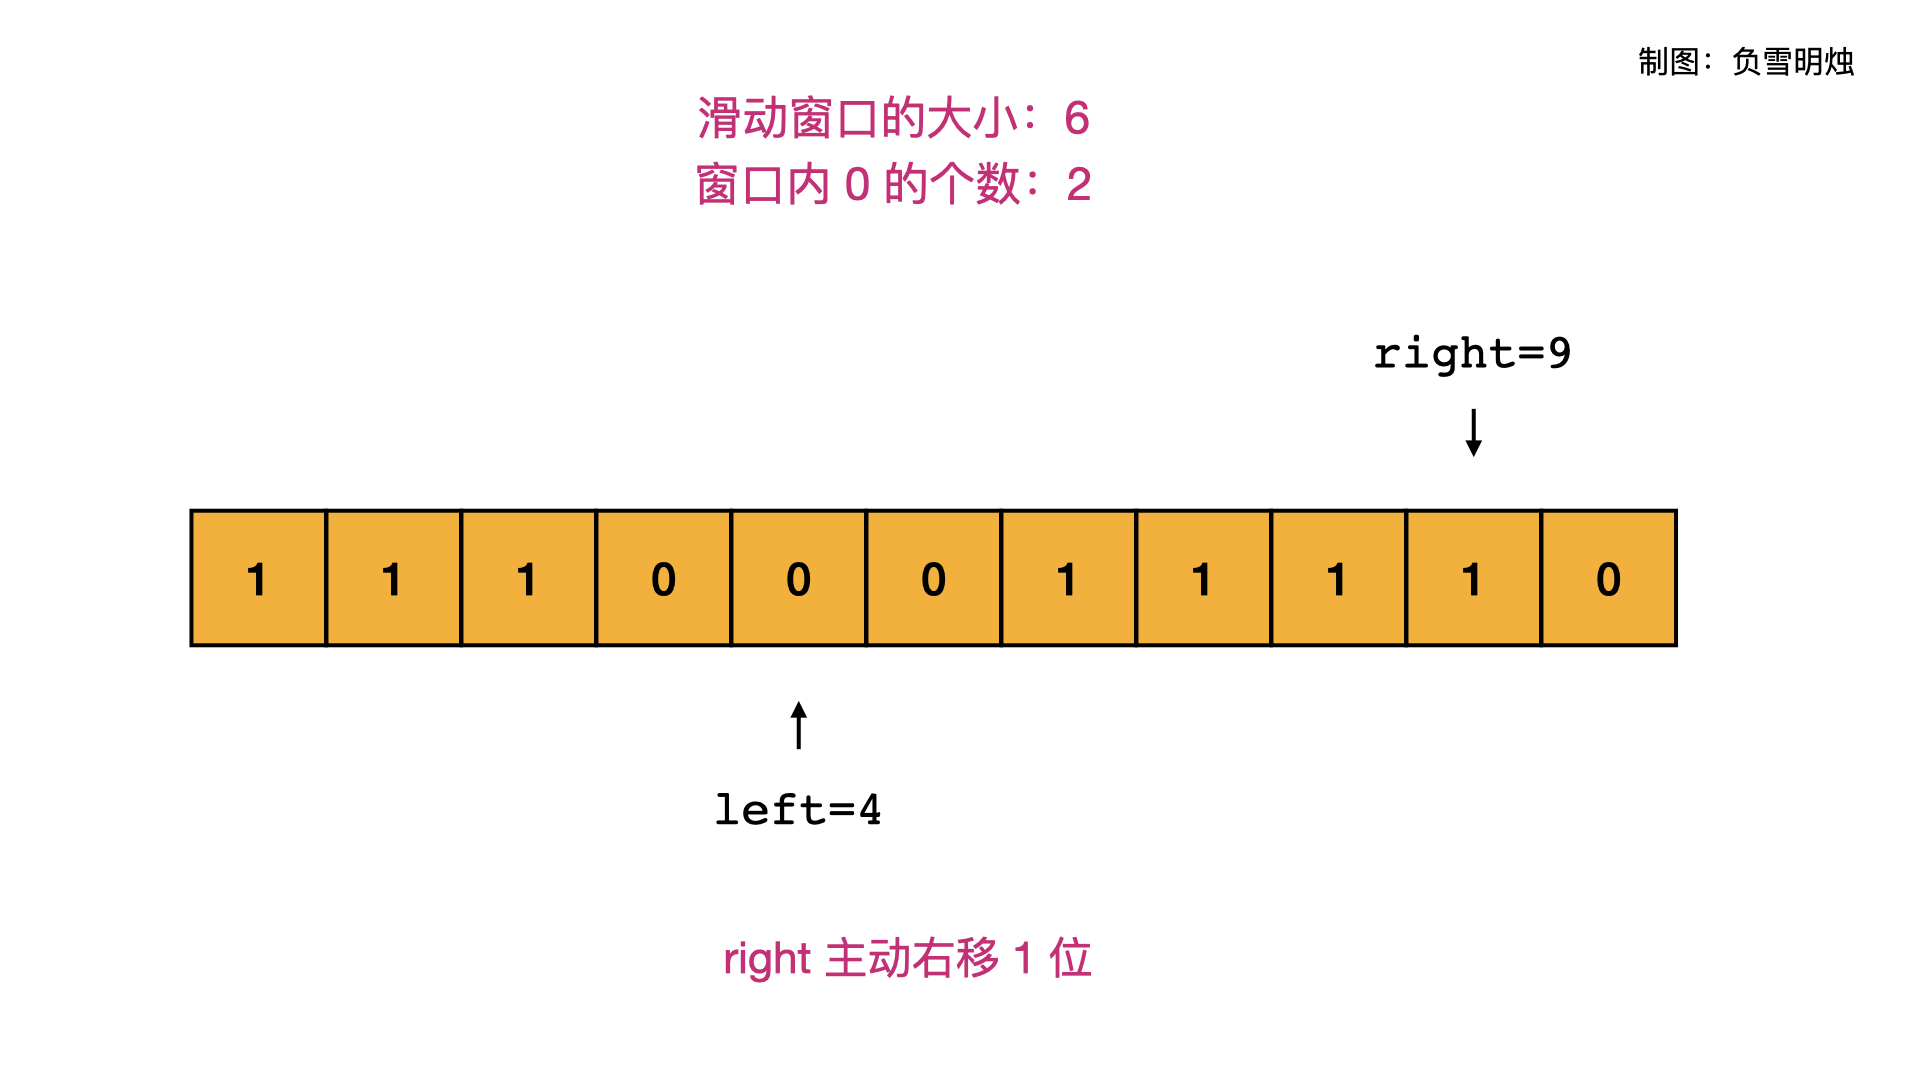 制图：负雪明烛
滑动窗口的大小：6
窗口内 0 的个数：2
right=9
1 1 1 0 0 0 1 1 1 1 0
left=4
right 主动右移 1 位